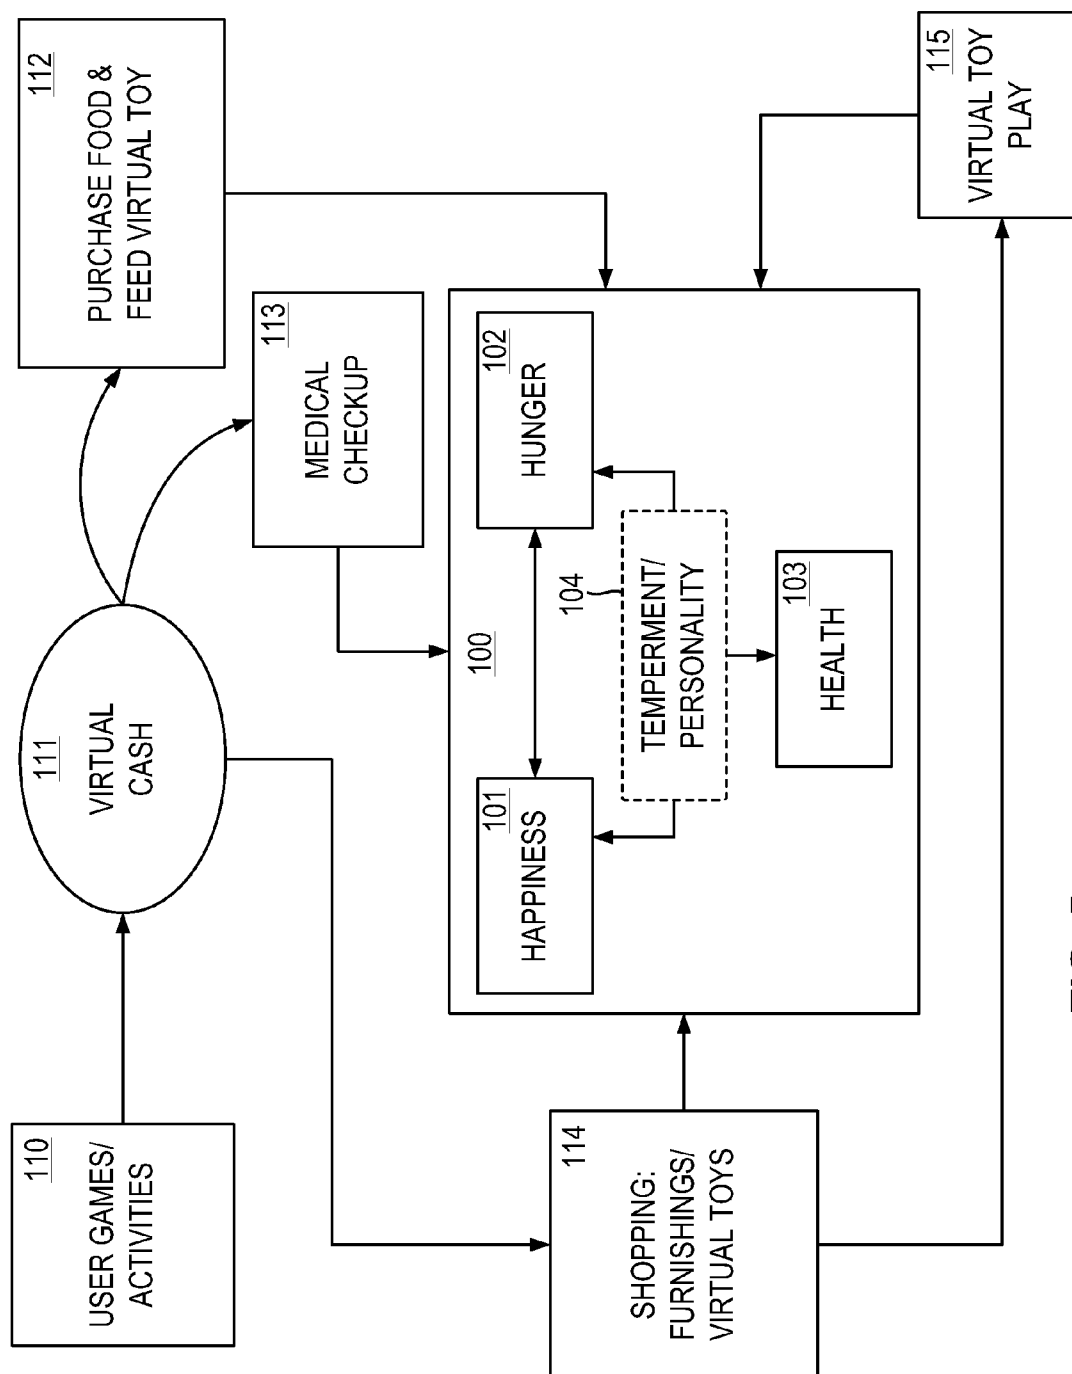 110
USER GAMES/
ACTIVITIES
111
VIRTUAL
CASH
112
PURCHASE FOOD &
FEED VIRTUAL TOY
113
MEDICAL
CHECKUP
100
101
HAPPINESS
102
HUNGER
104
TEMPERMENT/
PERSONALITY
103
HEALTH
114
SHOPPING:
FURNISHINGS/
VIRTUAL TOYS
115
VIRTUAL TOY
PLAY